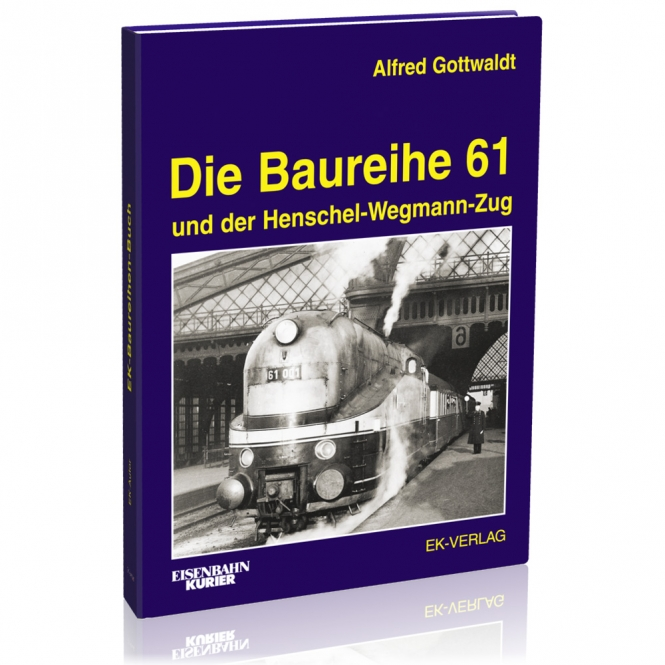 Alfred Gottwaldt
Die Baureihe 61
und der Henschel-Wegmann-Zug
61 001
6
EK-VERLAG
EISENBAHN
KURIER
EK-Baureihen-Buch